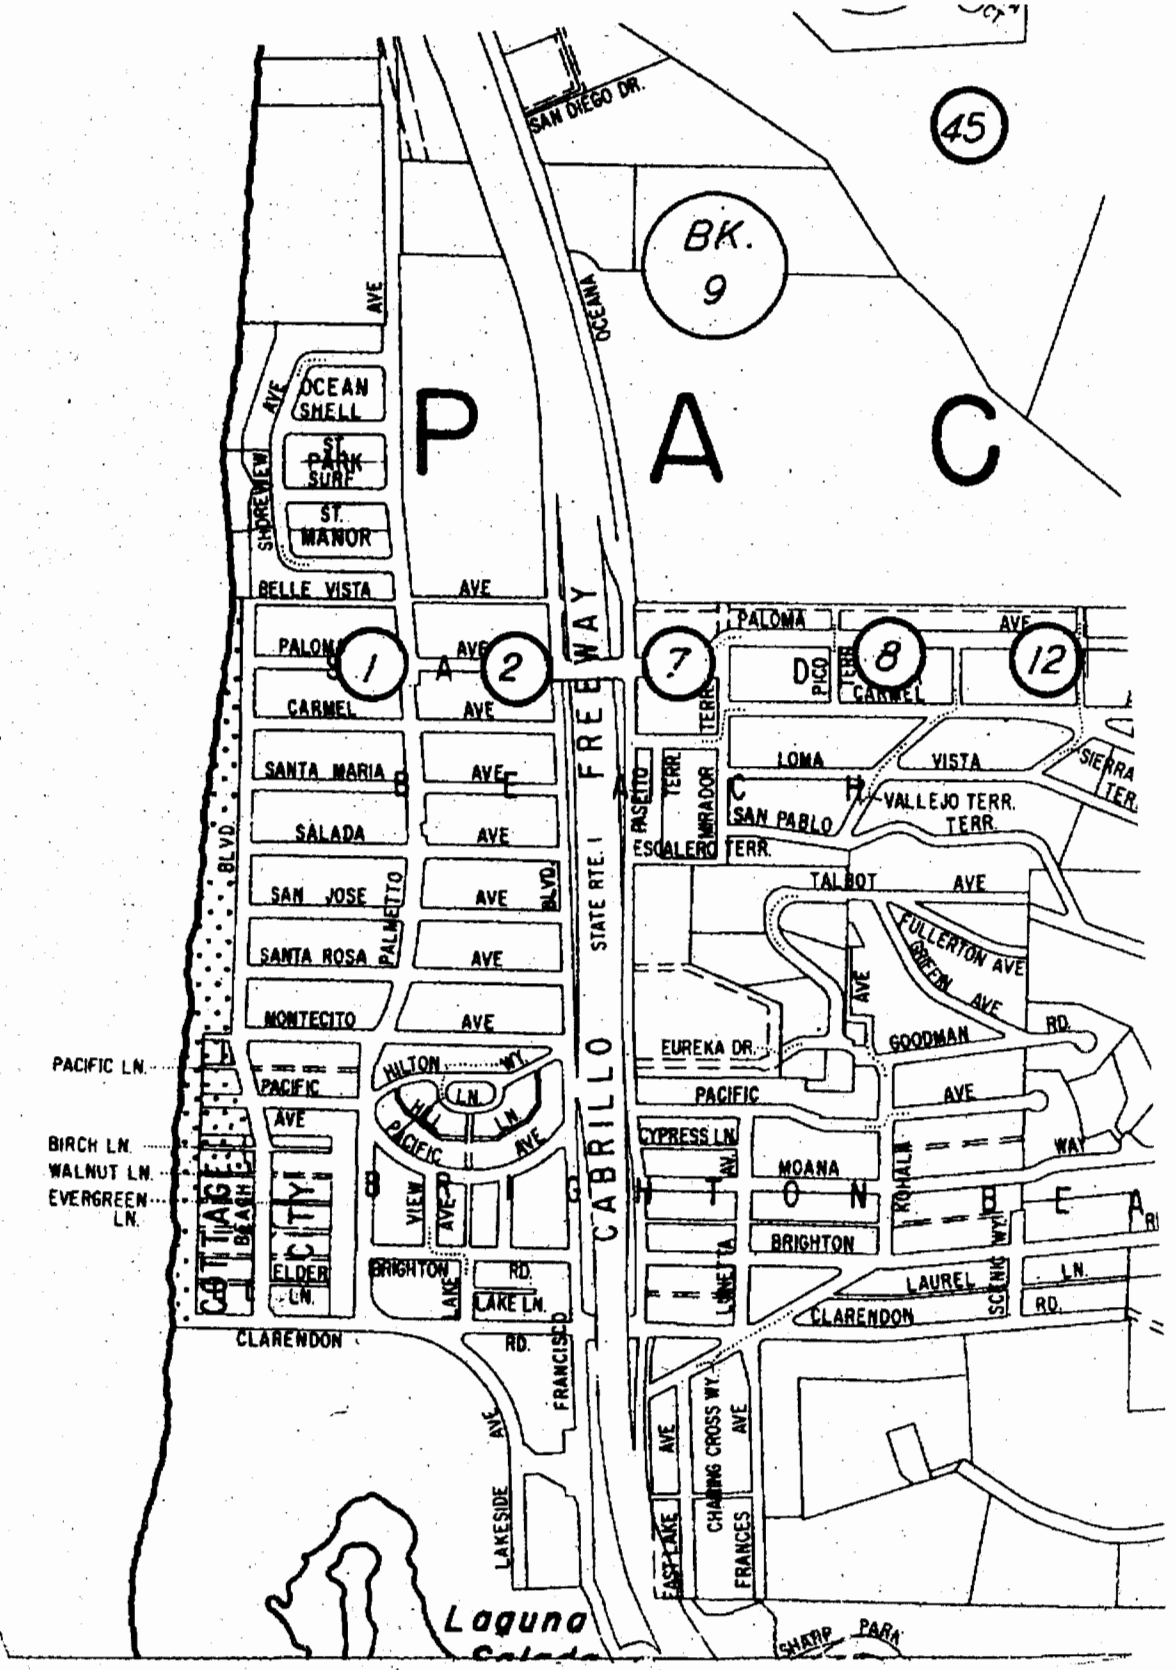 CT
SAN DIEGO DR.
45
BK.
9
OCEANA
AVE
P A C
AVE
OCEAN
SHELL
ST.
PARK
SURF
ST.
MANOR
SHOREVIEW
BELLE VISTA AVE
PALOMA AVE
1
2
7
8
12
PALOMA AVE
S A L A D A
B E A C H
CARMEL AVE
TERR.
PICO
TERR.
CARMEL
SANTA MARIA AVE
LOMA VISTA
SIERRA
TER.
PASEITO
TERR.
MIRADOR
VALLEJO TERR.
SAN PABLO TERR.
ESCALERO TERR.
SALADA AVE
BLVD.
SAN JOSE AVE
BLVD.
PALMETTO
TALBOT AVE
FULLERTON AVE
GRIFFIN AVE
SANTA ROSA AVE
AVE
MONTECITO AVE
GOODMAN RD.
CABRILLO FREEWAY
STATE RTE. 1
EUREKA DR.
PACIFIC LN.
HILTON WY.
LN.
HILL LN.
PACIFIC
AVE
PACIFIC AVE
PACIFIC AVE
BIRCH LN.
WALNUT LN.
EVERGREEN
LN.
CYPRESS LN.
AV.
MOANA WAY
KOHALA
COTTAGE CITY
BEACH
VIEW
AVE
B R I G H T O N B E A
BRIGHTON RD.
BRIGHTON
RD.
ELDER
LN.
LAKE
LAKE LN.
LUNETTA
LAUREL LN.
SCENIC WY.
CLARENDON RD.
CLARENDON RD.
FRANCISCO
AVE
LAKESIDE
AVE
EASTLAKE
CHARING CROSS WY.
AVE
FRANCES
Laguna
Salada
SHARP PARK